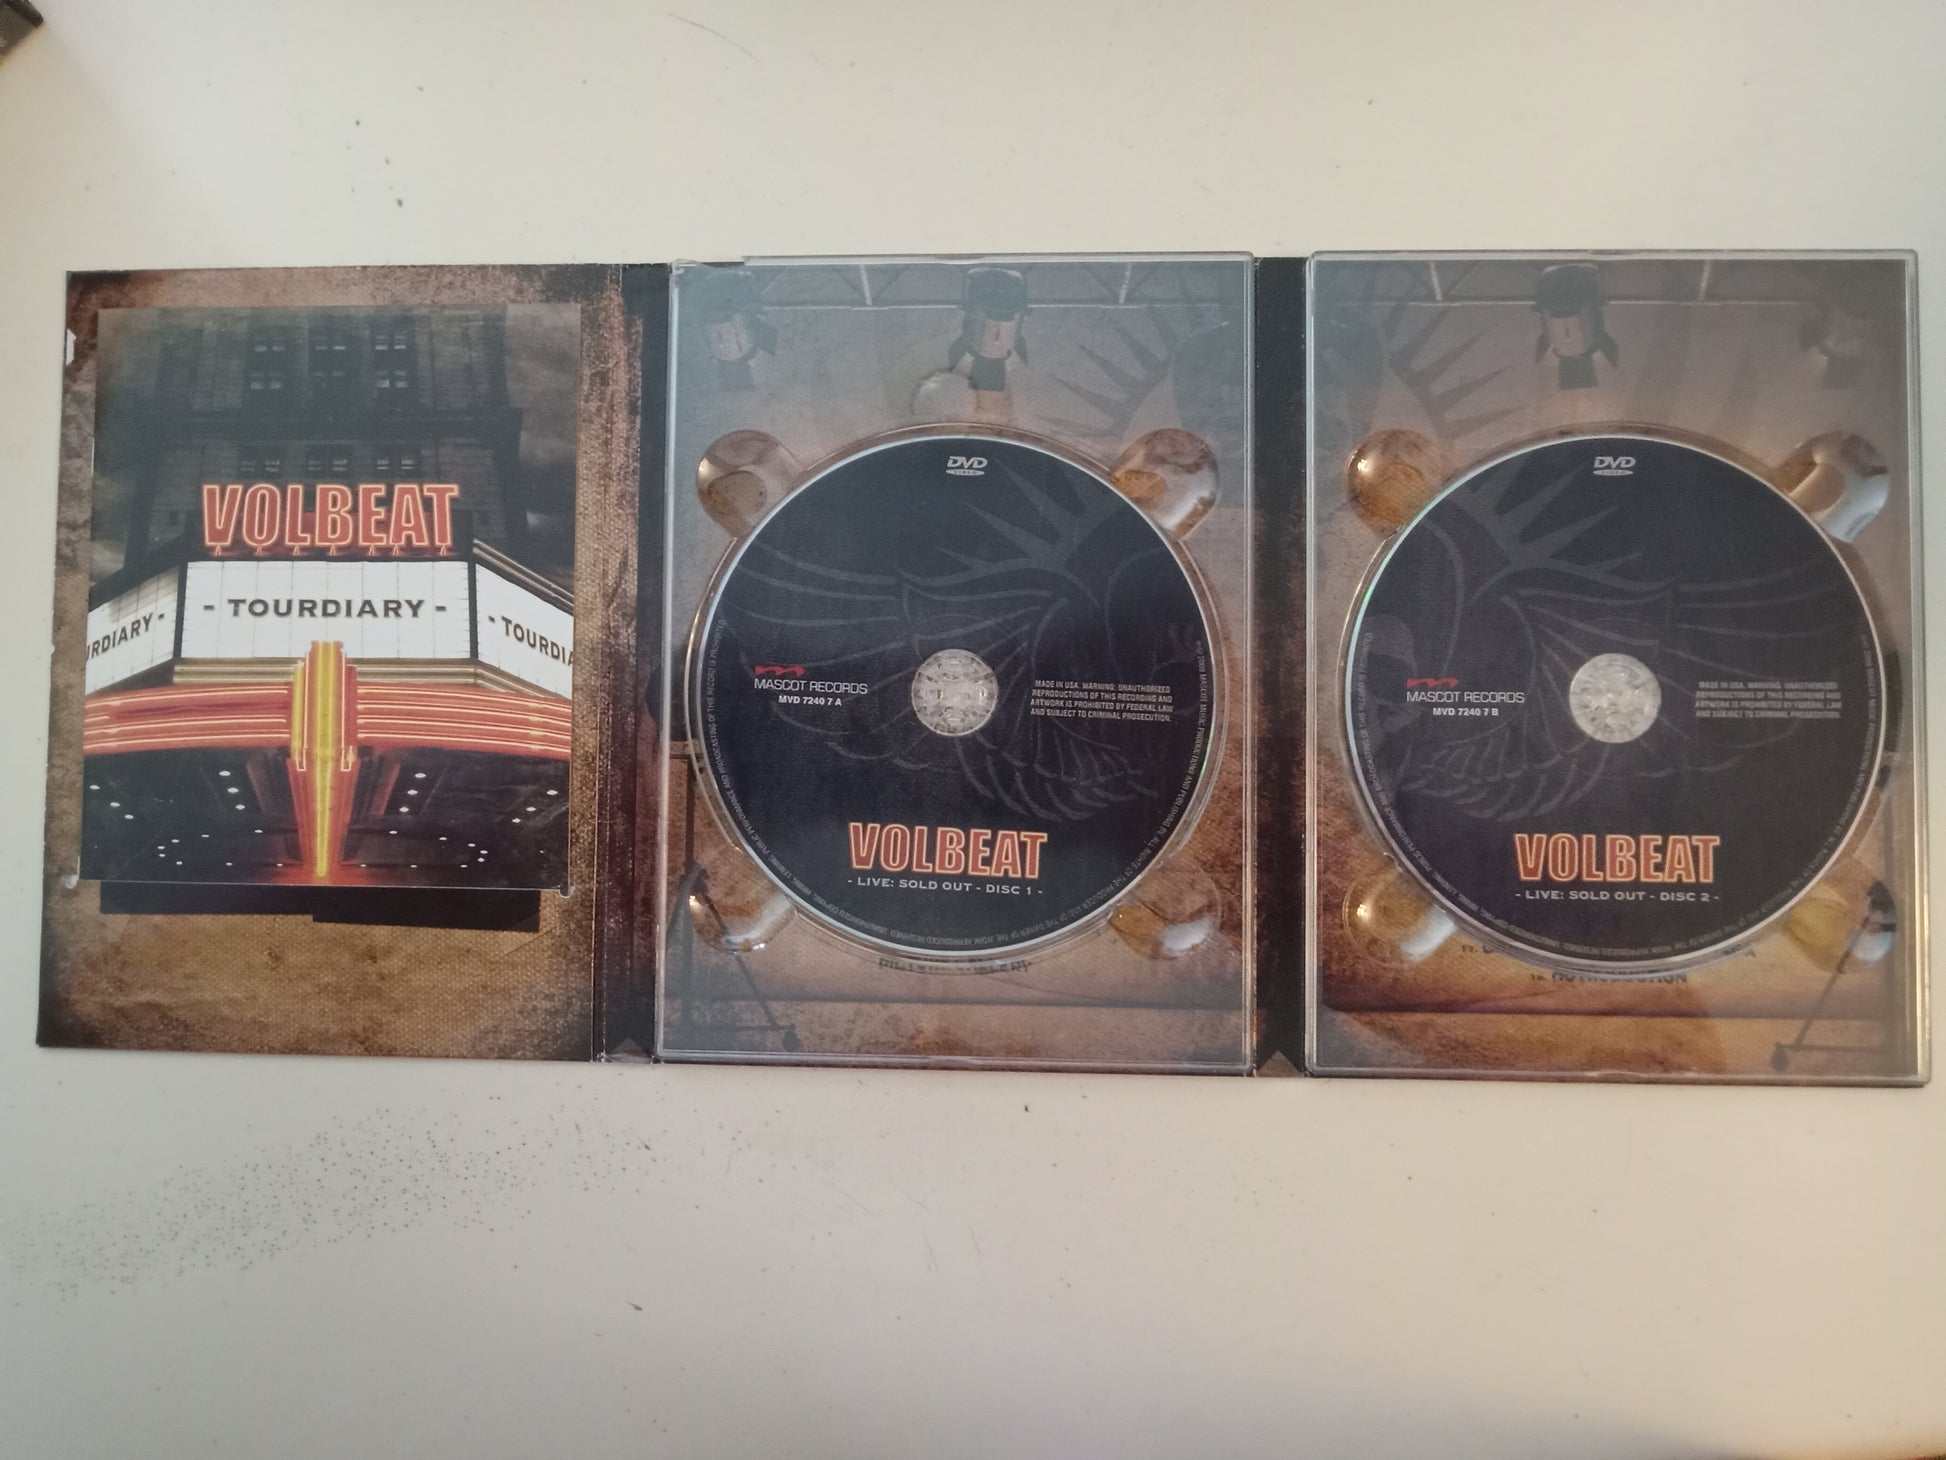 VOLBEAT
- TOURDIARY -
RDIARY -
- TOURDIA
DVD
VIDEO
MASCOT RECORDS
MVD 7240 7 A
MADE IN USA. WARNING: UNAUTHORIZED
REPRODUCTIONS OF THIS RECORDING AND
ARTWORK IS PROHIBITED BY FEDERAL LAW
AND SUBJECT TO CRIMINAL PROSECUTION.
VOLBEAT
- LIVE: SOLD OUT - DISC 1 -
DVD
VIDEO
MASCOT RECORDS
MVD 7240 7 B
MADE IN USA. WARNING: UNAUTHORIZED
REPRODUCTIONS OF THIS RECORDING AND
ARTWORK IS PROHIBITED BY FEDERAL LAW
AND SUBJECT TO CRIMINAL PROSECUTION.
VOLBEAT
- LIVE: SOLD OUT - DISC 2 -